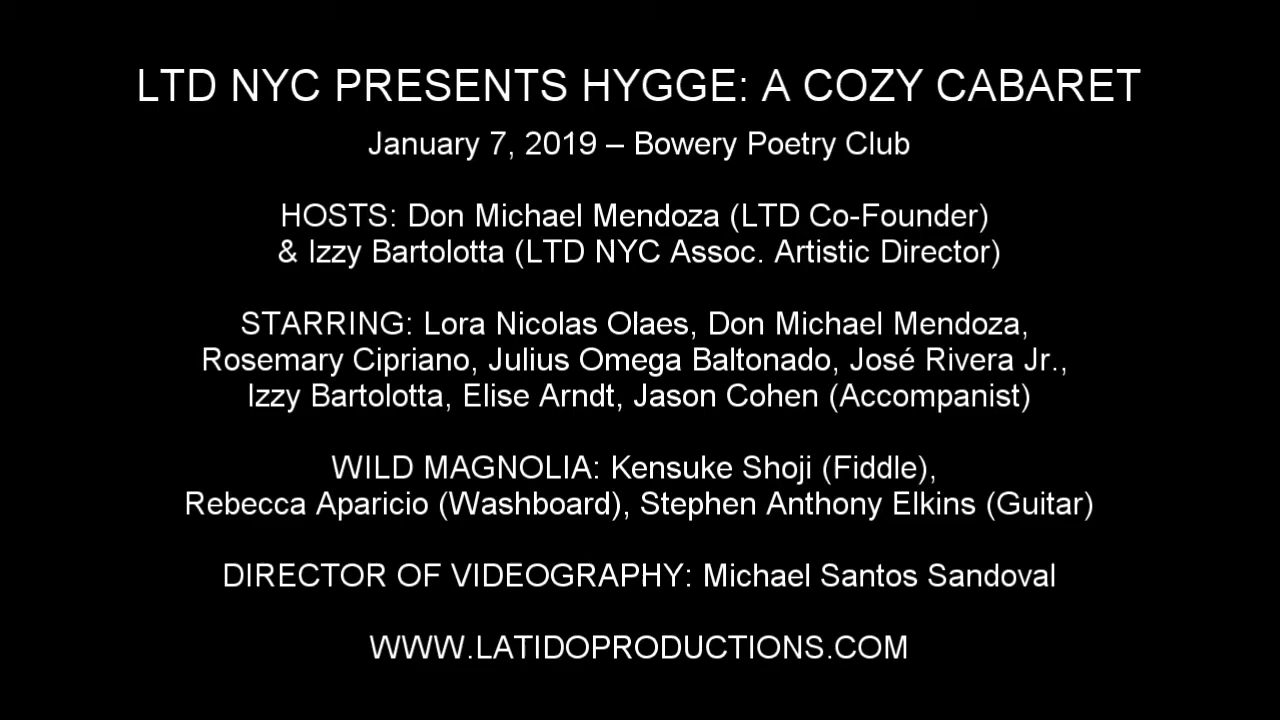 LTD NYC PRESENTS HYGGE: A COZY CABARET
January 7, 2019 – Bowery Poetry Club
HOSTS: Don Michael Mendoza (LTD Co-Founder)
& Izzy Bartolotta (LTD NYC Assoc. Artistic Director)
STARRING: Lora Nicolas Olaes, Don Michael Mendoza,
Rosemary Cipriano, Julius Omega Baltonado, José Rivera Jr.,
Izzy Bartolotta, Elise Arndt, Jason Cohen (Accompanist)
WILD MAGNOLIA: Kensuke Shoji (Fiddle),
Rebecca Aparicio (Washboard), Stephen Anthony Elkins (Guitar)
DIRECTOR OF VIDEOGRAPHY: Michael Santos Sandoval
WWW.LATIDOPRODUCTIONS.COM